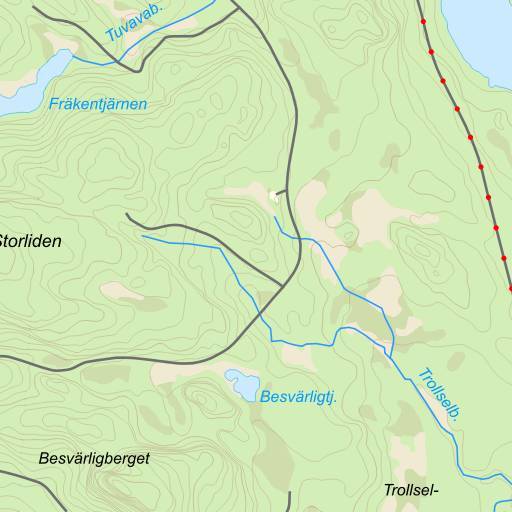 Tuvavab.
Fräkentjärnen
Storliden
Besvärligtj.
Trollselb.
Besvärligberget
Trollsel-